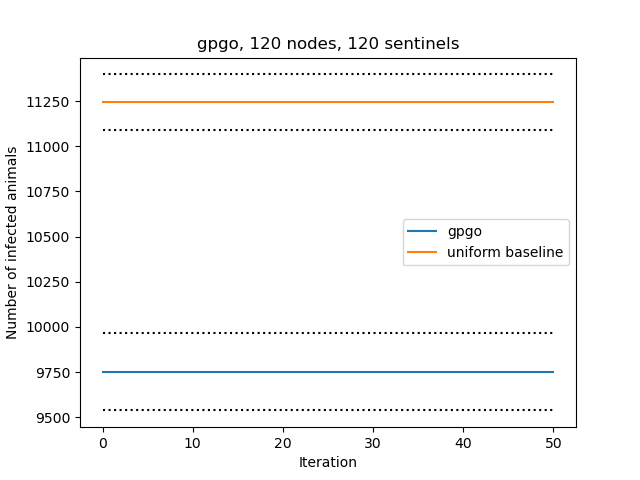 gpgo, 120 nodes, 120 sentinels
Number of infected animals
11250
11000
10750
10500
10250
10000
9750
9500
gpgo
uniform baseline
0 10 20 30 40 50
Iteration